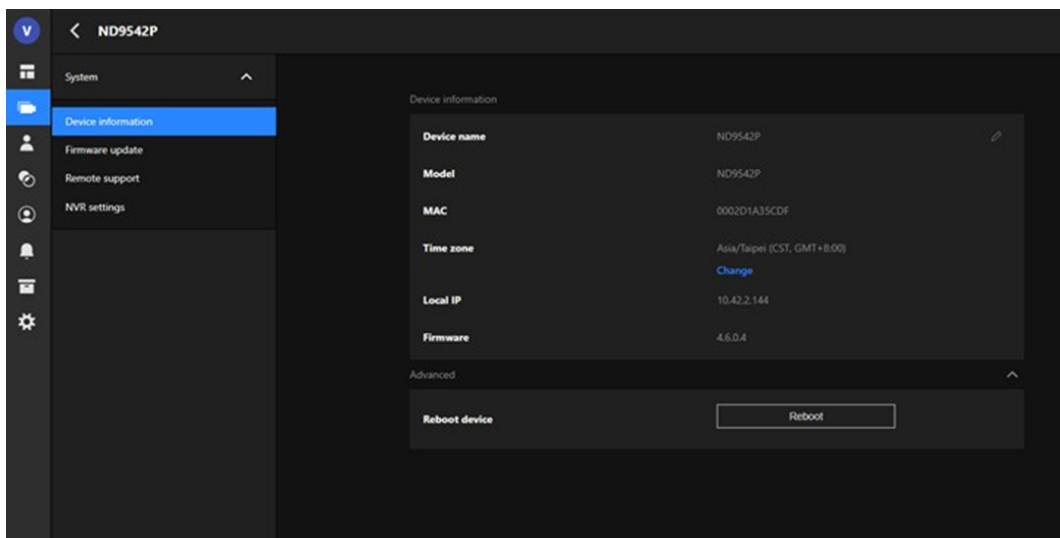 V
ND9542P
System
Device information
Firmware update
Remote support
NVR settings
Device information
Device name ND9542P
Model ND9542P
MAC 0002D1A35CDF
Time zone Asia/Taipei (CST, GMT+8:00)
Change
Local IP 10.42.2.144
Firmware 4.6.0.4
Advanced
Reboot device Reboot